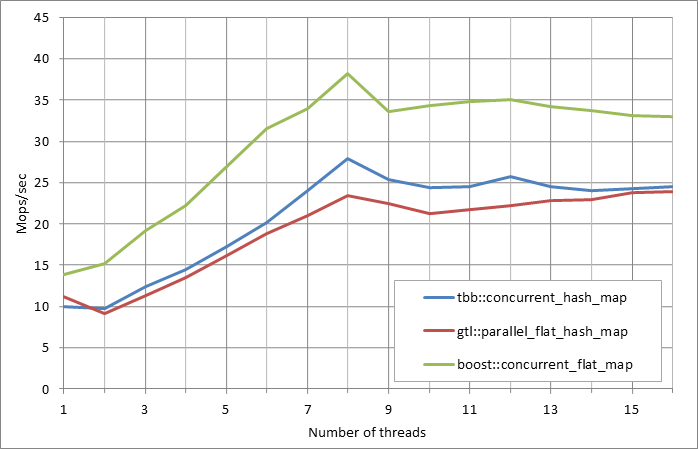 45
40
35
30
25
20
15
10
5
0
Mops/sec
tbb::concurrent_hash_map
gtl::parallel_flat_hash_map
boost::concurrent_flat_map
1 3 5 7 9 11 13 15
Number of threads